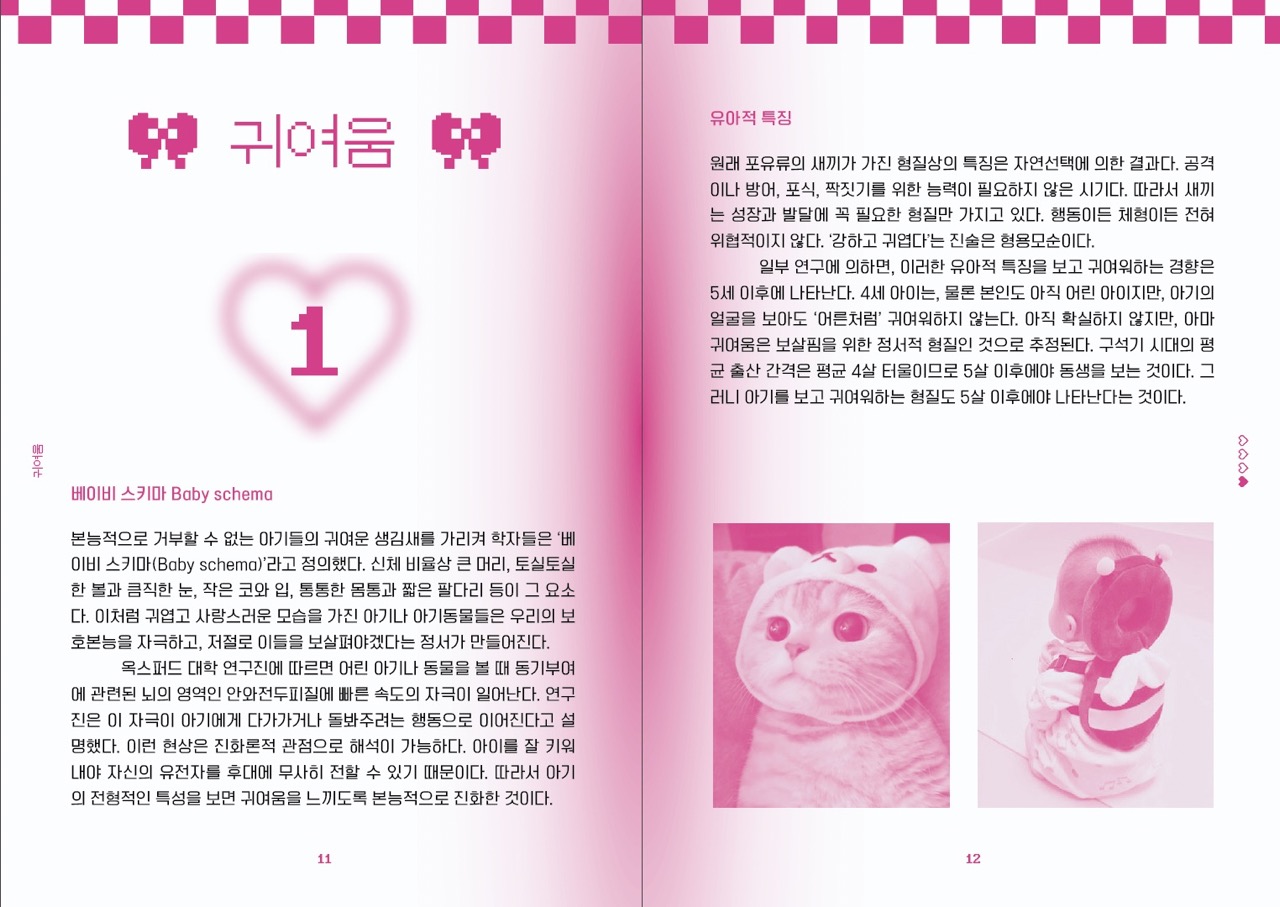 귀여움
1
귀여움
베이비 스키마 Baby schema
본능적으로 거부할 수 없는 아기들의 귀여운 생김새를 가리켜 학자들은 ‘베
이비 스키마(Baby schema)’라고 정의했다. 신체 비율상 큰 머리, 토실토실
한 볼과 큼직한 눈, 작은 코와 입, 통통한 몸통과 짧은 팔다리 등이 그 요소
다. 이처럼 귀엽고 사랑스러운 모습을 가진 아기나 아기동물들은 우리의 보
호본능을 자극하고, 저절로 이들을 보살펴야겠다는 정서가 만들어진다.
옥스퍼드 대학 연구진에 따르면 어린 아기나 동물을 볼 때 동기부여
에 관련된 뇌의 영역인 안와전두피질에 빠른 속도의 자극이 일어난다. 연구
진은 이 자극이 아기에게 다가가거나 돌봐주려는 행동으로 이어진다고 설
명했다. 이런 현상은 진화론적 관점으로 해석이 가능하다. 아이를 잘 키워
내야 자신의 유전자를 후대에 무사히 전할 수 있기 때문이다. 따라서 아기
의 전형적인 특성을 보면 귀여움을 느끼도록 본능적으로 진화한 것이다.
11
유아적 특징
원래 포유류의 새끼가 가진 형질상의 특징은 자연선택에 의한 결과다. 공격
이나 방어, 포식, 짝짓기를 위한 능력이 필요하지 않은 시기다. 따라서 새끼
는 성장과 발달에 꼭 필요한 형질만 가지고 있다. 행동이든 체형이든 전혀
위협적이지 않다. ‘강하고 귀엽다’는 진술은 형용모순이다.
일부 연구에 의하면, 이러한 유아적 특징을 보고 귀여워하는 경향은
5세 이후에 나타난다. 4세 아이는, 물론 본인도 아직 어린 아이지만, 아기의
얼굴을 보아도 ‘어른처럼’ 귀여워하지 않는다. 아직 확실하지 않지만, 아마
귀여움은 보살핌을 위한 정서적 형질인 것으로 추정된다. 구석기 시대의 평
균 출산 간격은 평균 4살 터울이므로 5살 이후에야 동생을 보는 것이다. 그
러니 아기를 보고 귀여워하는 형질도 5살 이후에야 나타난다는 것이다.
12